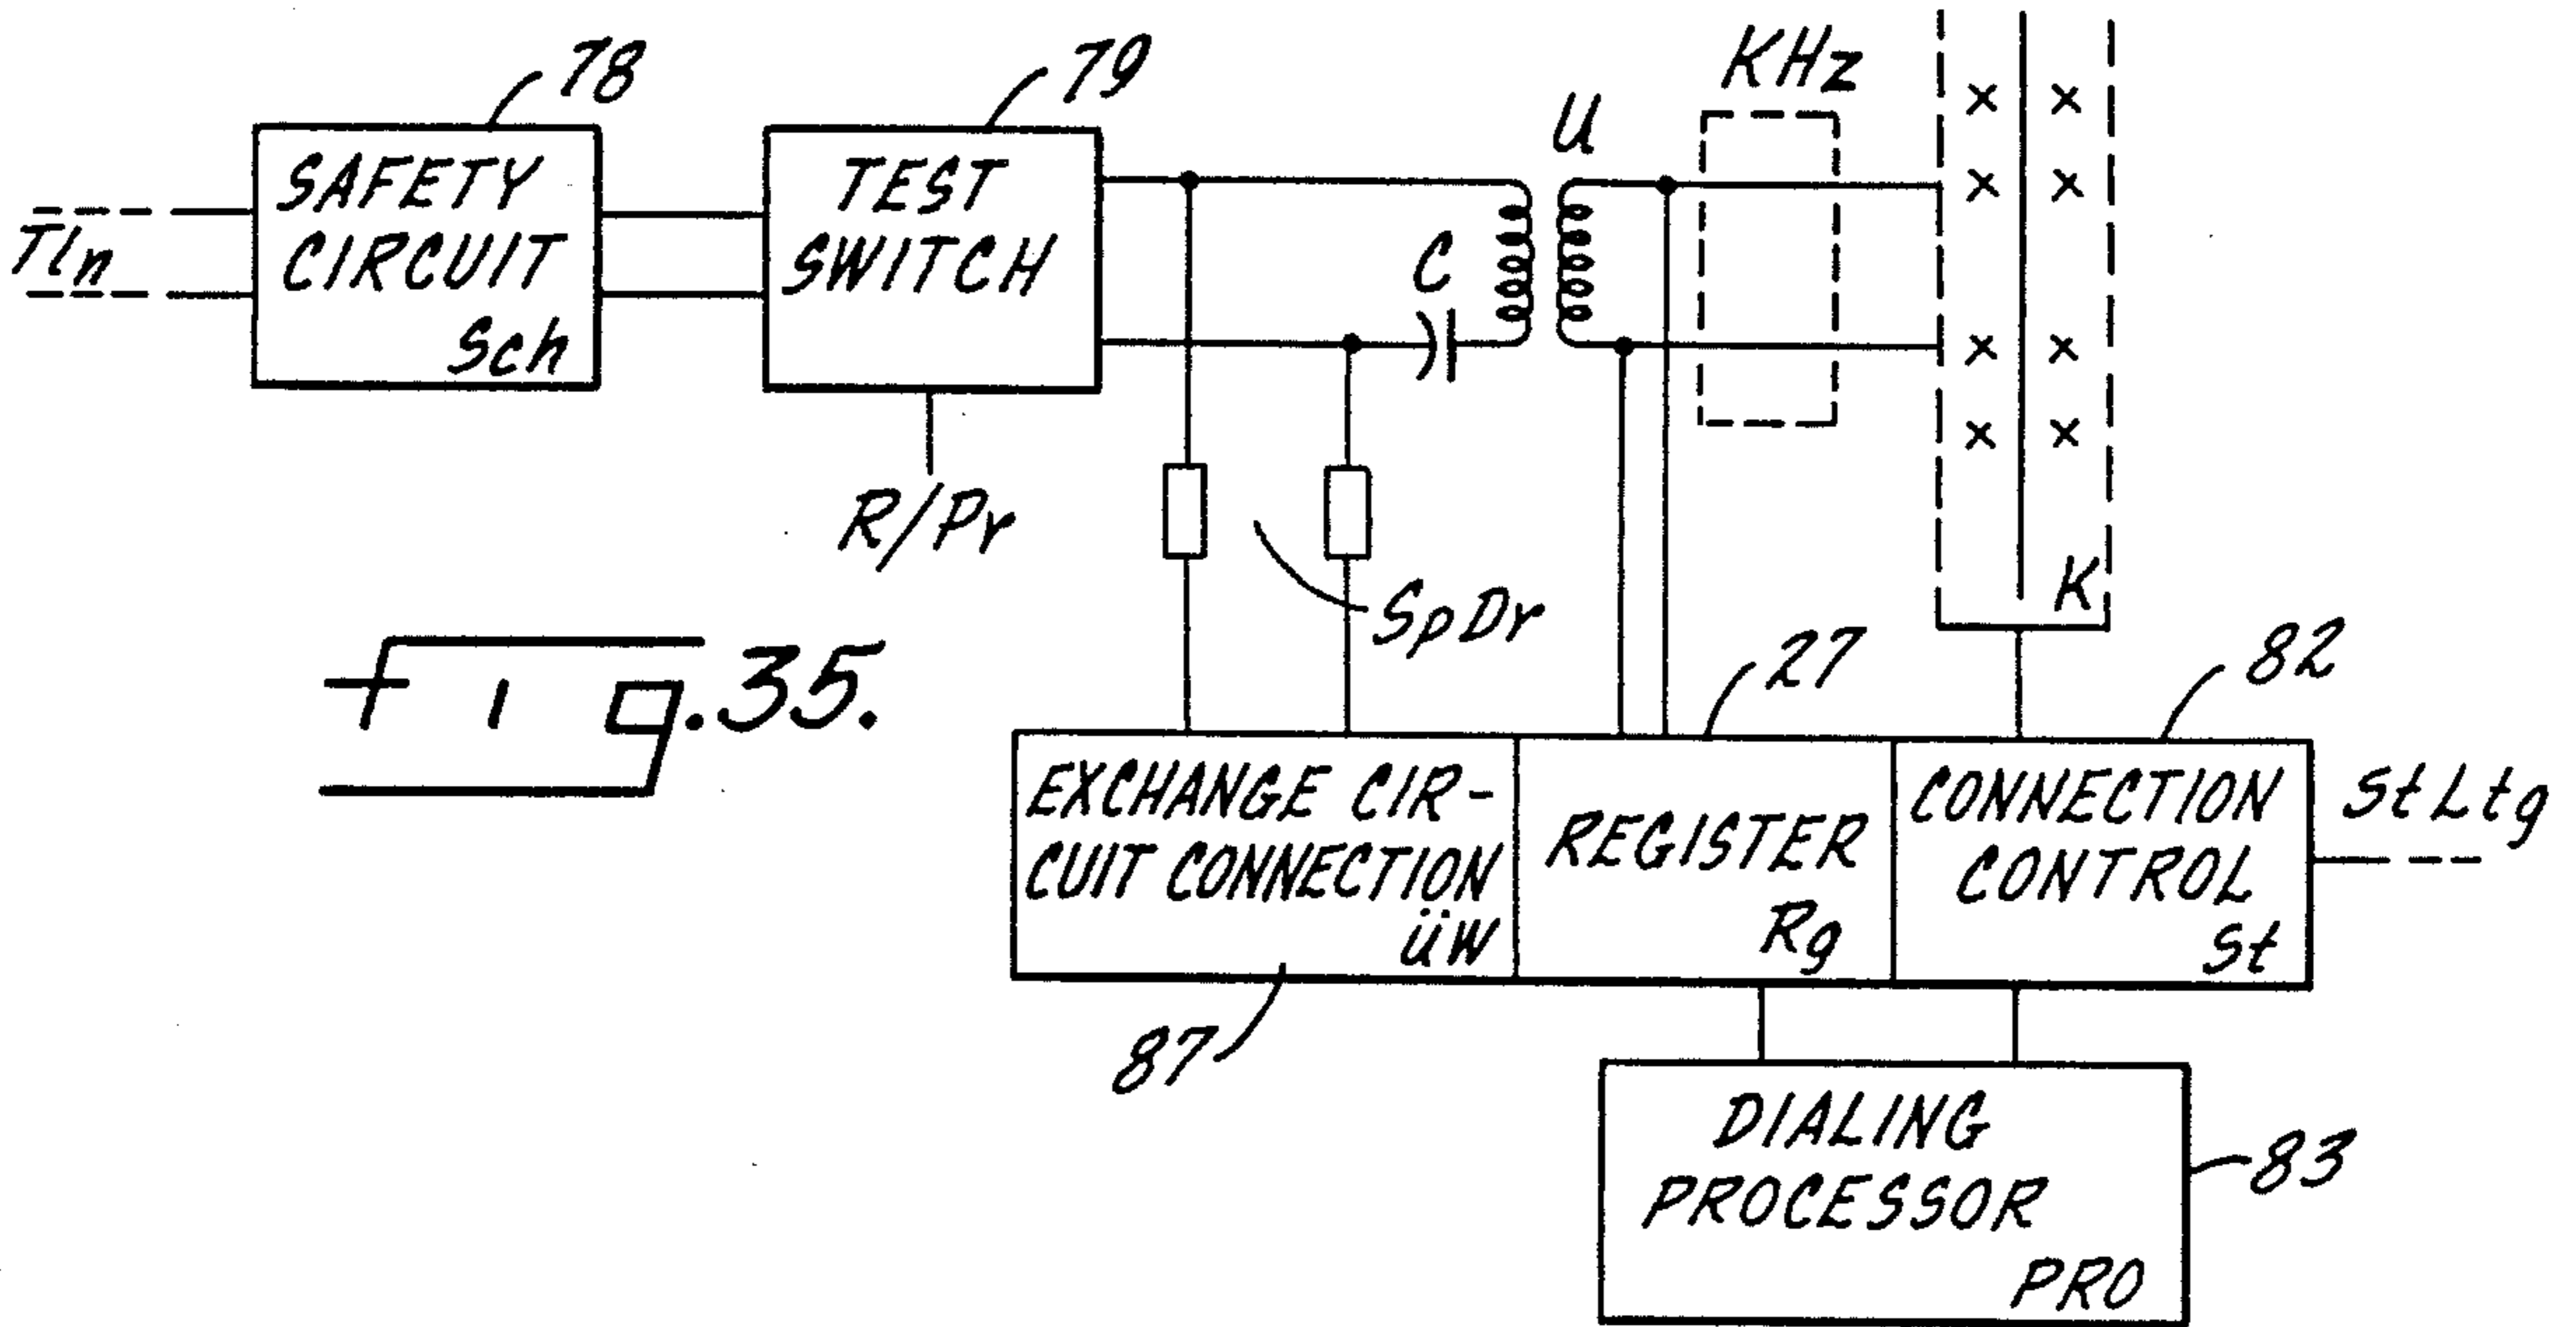 78
79
KHz
U
SAFETY
CIRCUIT
Sch
TEST
SWITCH
Tln
C
R/Pr
SpDr
K
Fig. 35.
27
82
EXCHANGE CIR-
CUIT CONNECTION
üW
REGISTER
Rg
CONNECTION
CONTROL
St
StLtg
87
DIALING
PROCESSOR
PRO
83